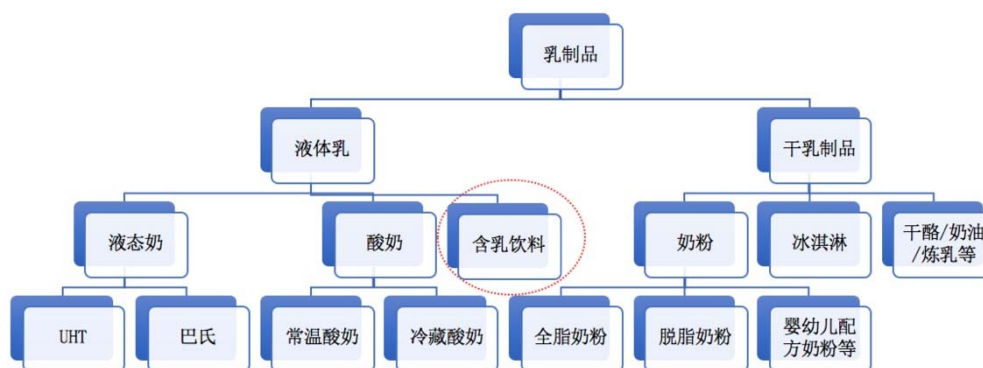 乳制品
液体乳
干乳制品
液态奶
酸奶
含乳饮料
奶粉
冰淇淋
干酪/奶油
/炼乳等
UHT
巴氏
常温酸奶
冷藏酸奶
全脂奶粉
脱脂奶粉
婴幼儿配
方奶粉等